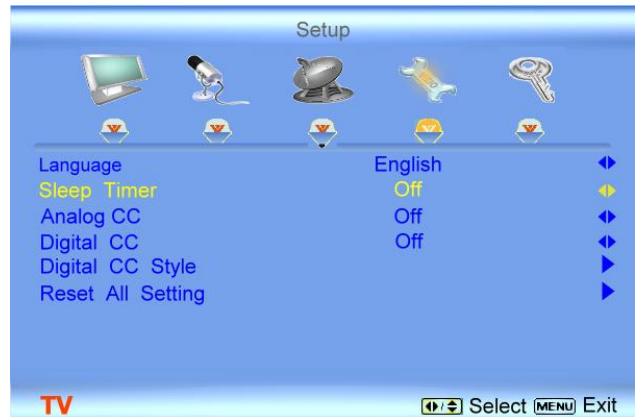 Setup
Language English
Sleep Timer Off
Analog CC Off
Digital CC Off
Digital CC Style
Reset All Setting
TV Select MENU Exit